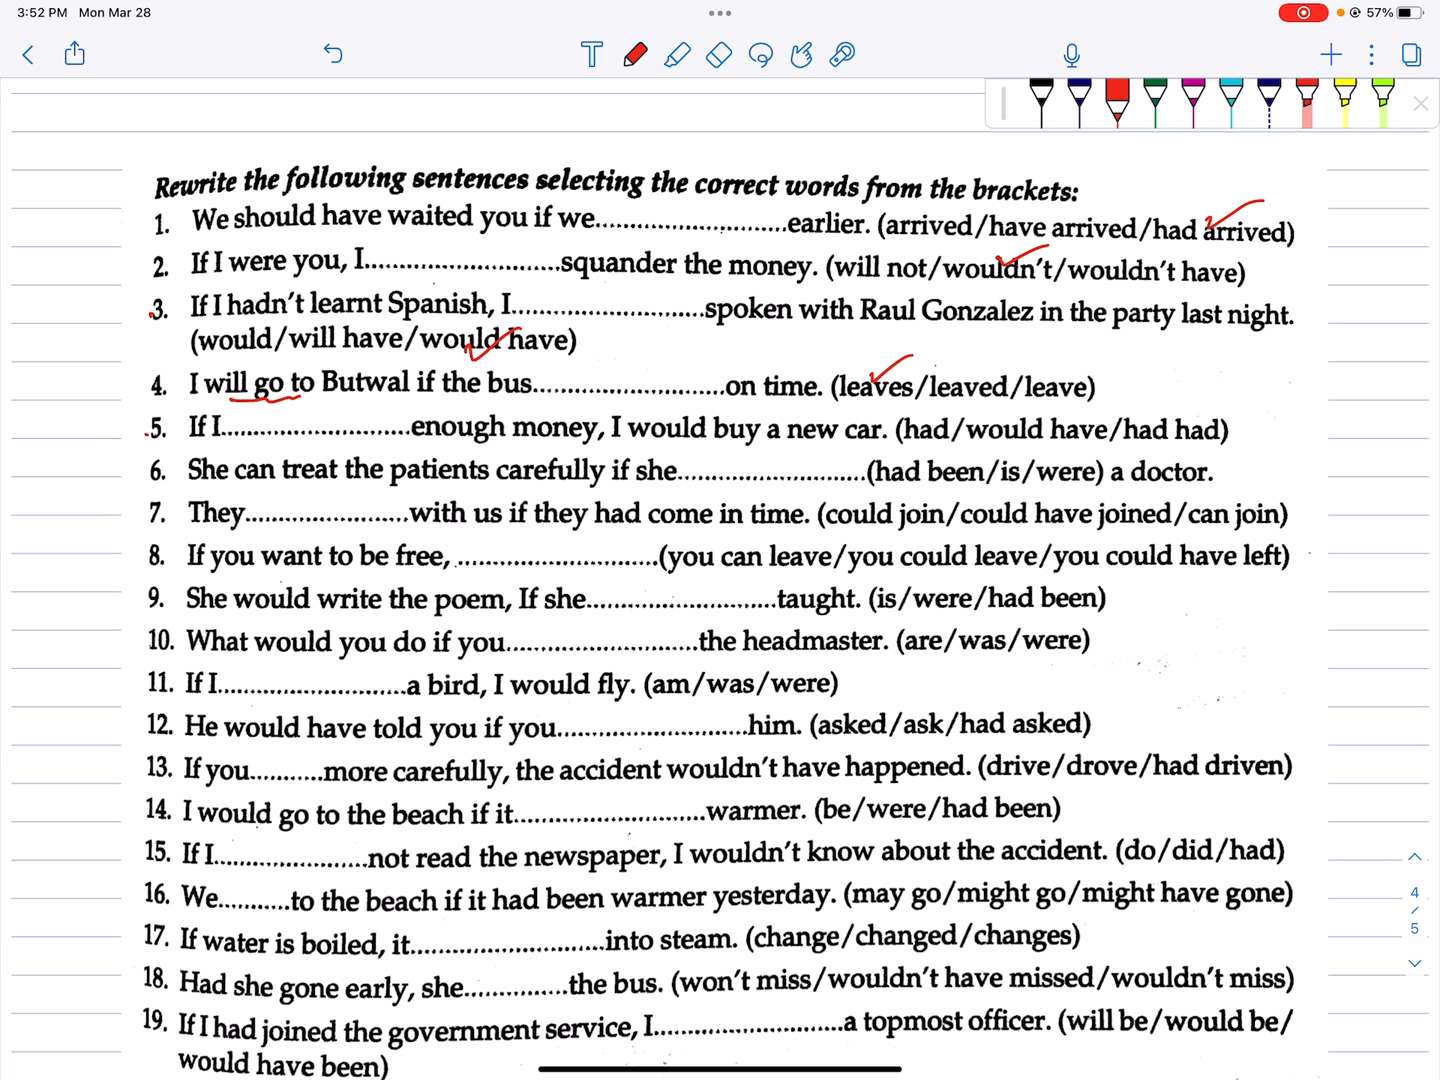 3:52 PM Mon Mar 28
57%
Rewrite the following sentences selecting the correct words from the brackets:
1. We should have waited you if we............................earlier. (arrived/have arrived/had arrived)
2. If I were you, I............................squander the money. (will not/wouldn't/wouldn't have)
3. If I hadn't learnt Spanish, I............................spoken with Raul Gonzalez in the party last night.
(would/will have/would have)
4. I will go to Butwal if the bus............................on time. (leaves/leaved/leave)
5. If I............................enough money, I would buy a new car. (had/would have/had had)
6. She can treat the patients carefully if she............................(had been/is/were) a doctor.
7. They........................with us if they had come in time. (could join/could have joined/can join)
8. If you want to be free, ..............................(you can leave/you could leave/you could have left)
9. She would write the poem, If she............................taught. (is/were/had been)
10. What would you do if you............................the headmaster. (are/was/were)
11. If I............................a bird, I would fly. (am/was/were)
12. He would have told you if you............................him. (asked/ask/had asked)
13. If you...........more carefully, the accident wouldn't have happened. (drive/drove/had driven)
14. I would go to the beach if it............................warmer. (be/were/had been)
15. If I.......................not read the newspaper, I wouldn't know about the accident. (do/did/had)
16. We...........to the beach if it had been warmer yesterday. (may go/might go/might have gone)
17. If water is boiled, it............................into steam. (change/changed/changes)
18. Had she gone early, she...............the bus. (won't miss/wouldn't have missed/wouldn't miss)
19. If I had joined the government service, I............................a topmost officer. (will be/would be/
would have been)
4
/
5